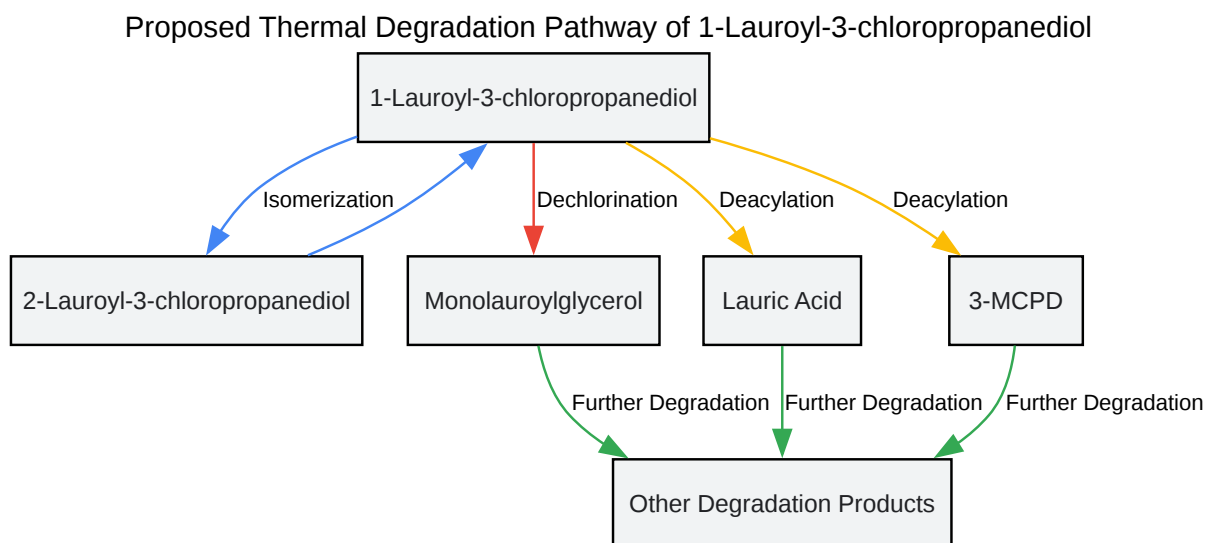 Proposed Thermal Degradation Pathway of 1-Lauroyl-3-chloropropanediol
1-Lauroyl-3-chloropropanediol
Isomerization
Dechlorination
Deacylation
Deacylation
2-Lauroyl-3-chloropropanediol
Monolauroylglycerol
Lauric Acid
3-MCPD
Further Degradation
Further Degradation
Further Degradation
Other Degradation Products